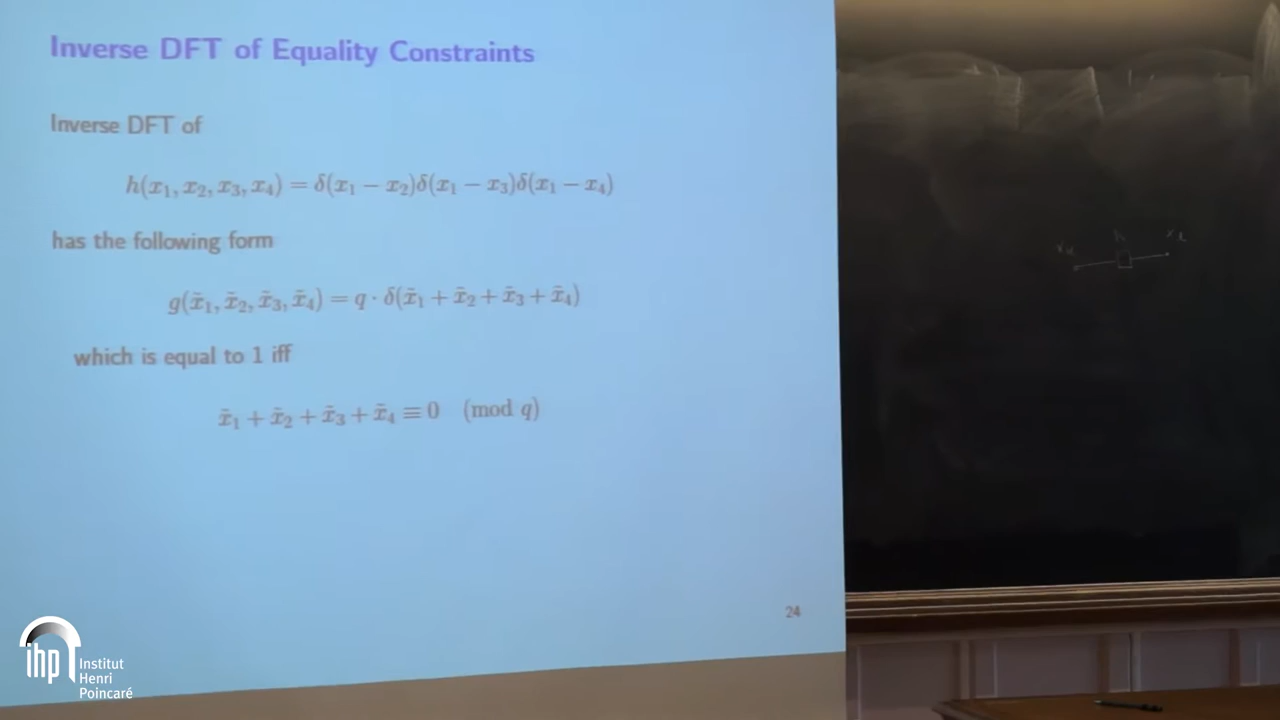 Inverse DFT of Equality Constraints
Inverse DFT of
h(x₁, x₂, x₃, x₄) = δ(x₁ − x₂)δ(x₁ − x₃)δ(x₁ − x₄)
has the following form
g(x̃₁, x̃₂, x̃₃, x̃₄) = q · δ(x̃₁ + x̃₂ + x̃₃ + x̃₄)
which is equal to 1 iff
x̃₁ + x̃₂ + x̃₃ + x̃₄ ≡ 0 (mod q)
24
ihp Institut
Henri
Poincaré